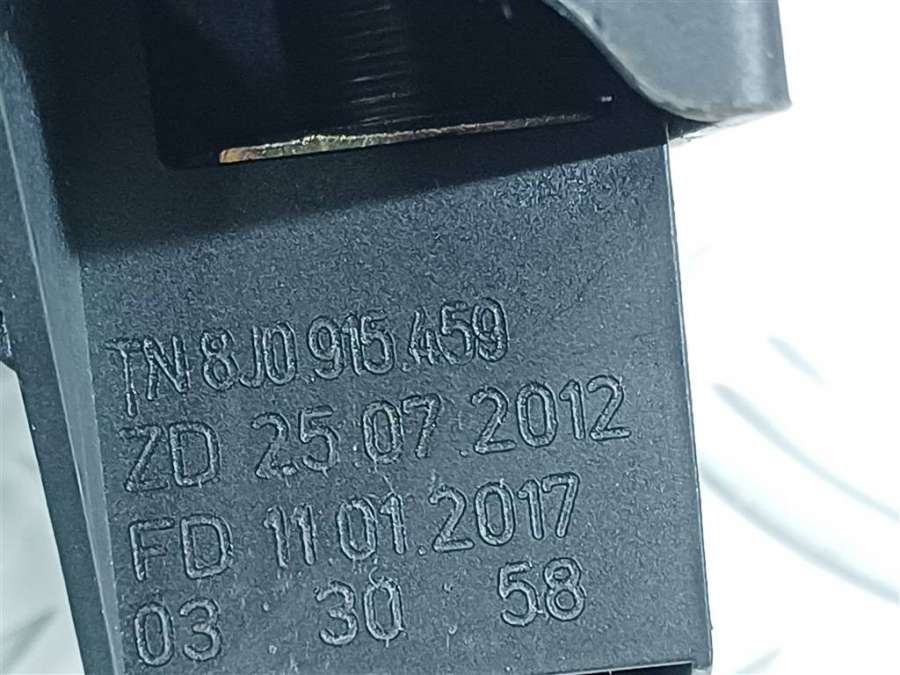 TN 8J0.915.459
ZD 25.07.2012
FD 11.01.2017
03 30 58